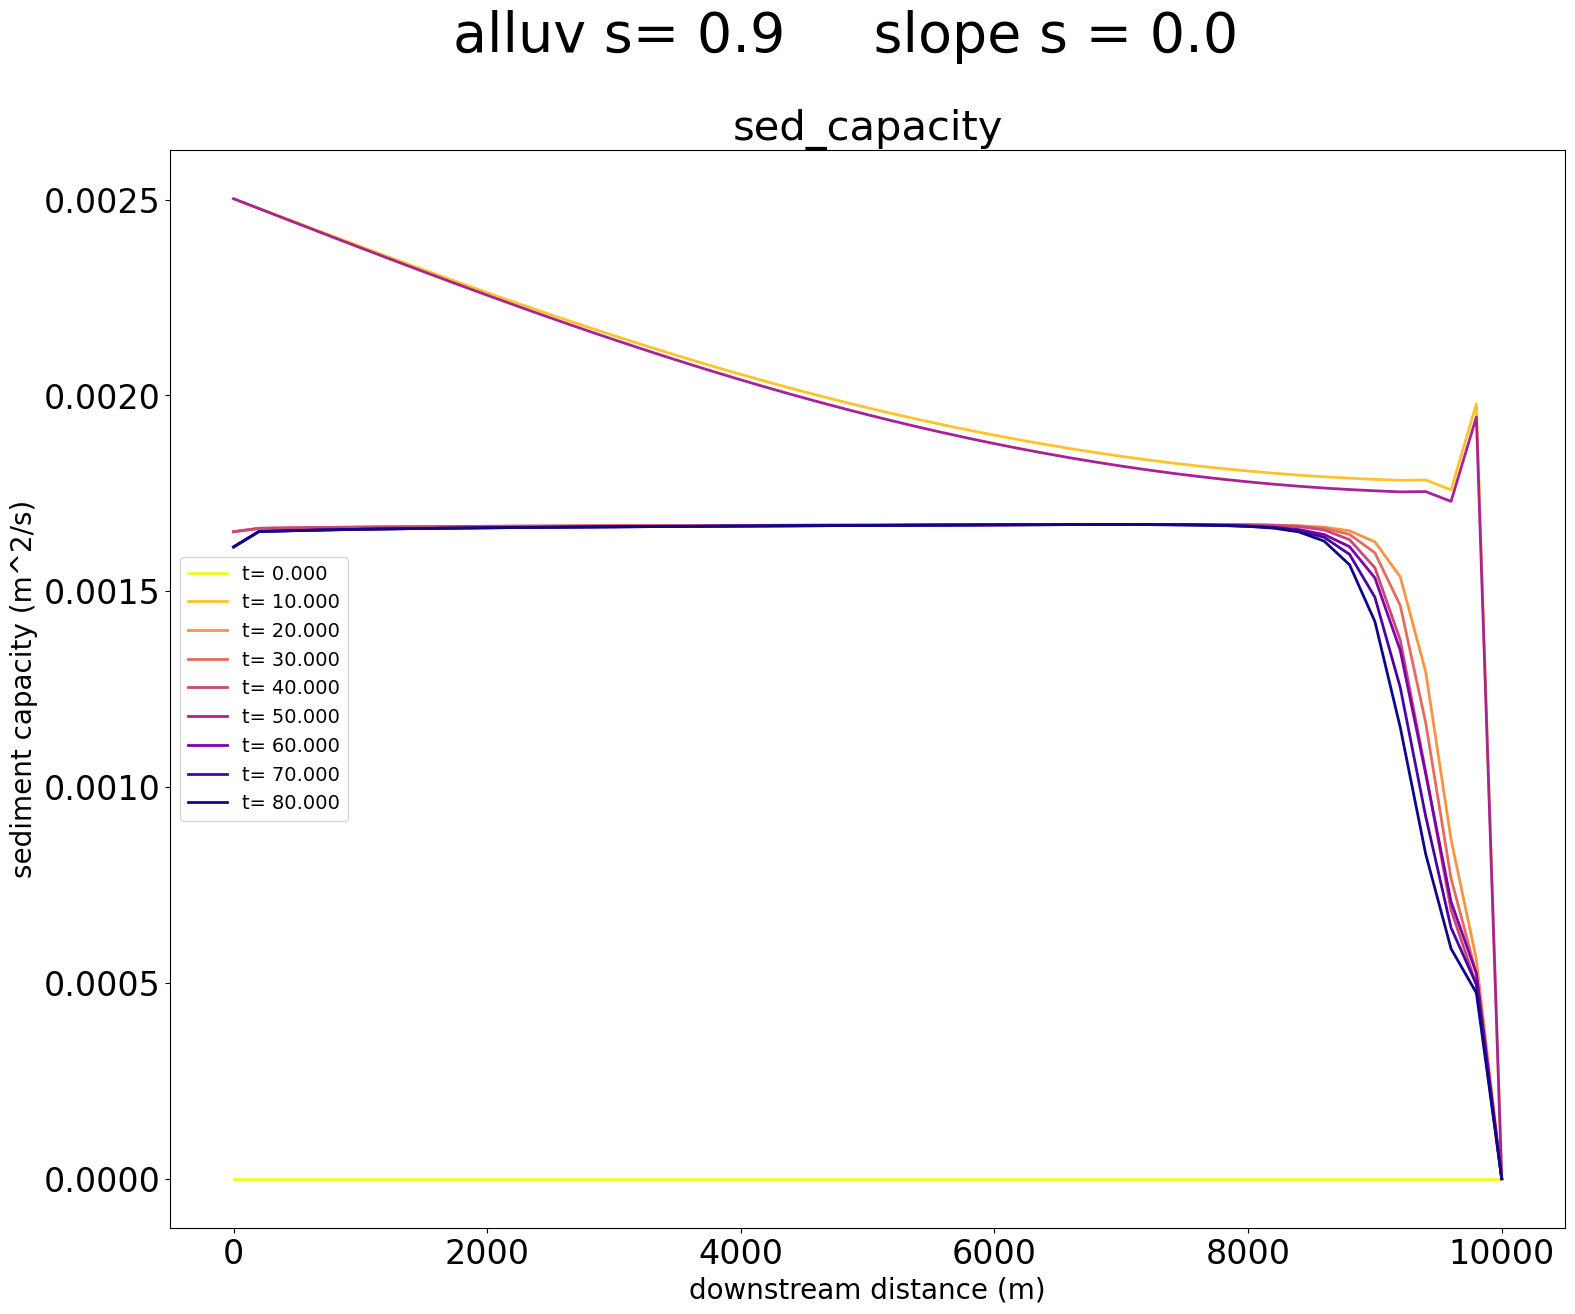 alluv s= 0.9     slope s = 0.0
sed_capacity
0.0025
0.0020
0.0015
0.0010
0.0005
0.0000
sediment capacity (m^2/s)
t= 0.000
t= 10.000
t= 20.000
t= 30.000
t= 40.000
t= 50.000
t= 60.000
t= 70.000
t= 80.000
0 2000 4000 6000 8000 10000
downstream distance (m)